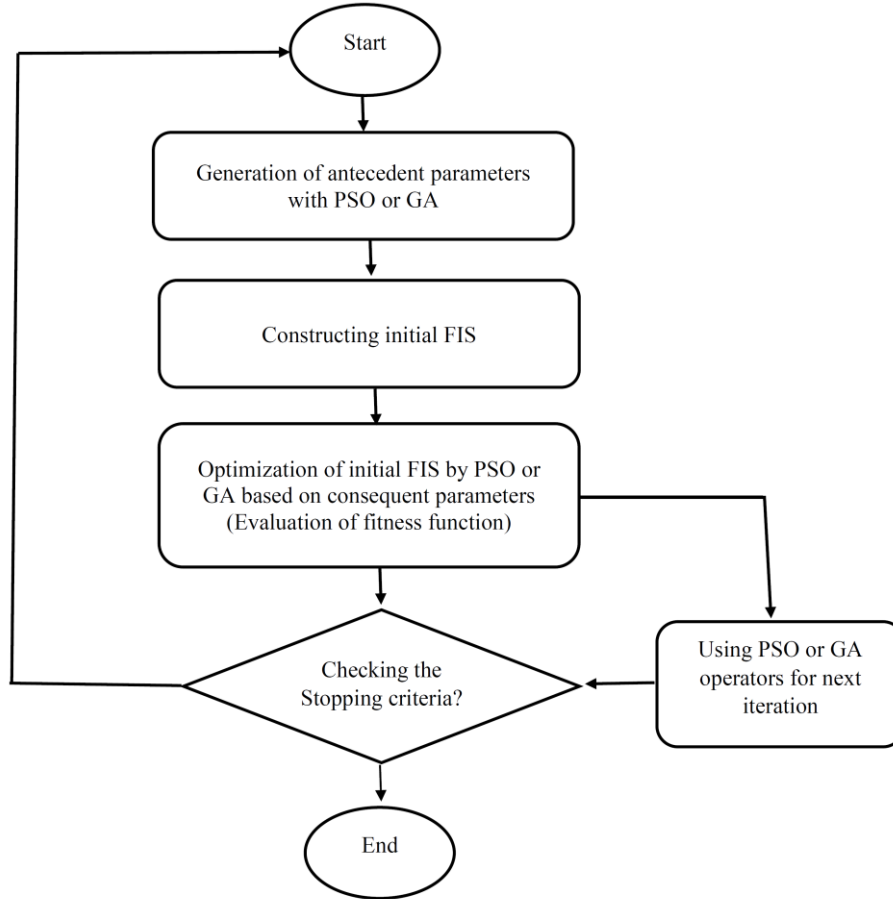 Start
Generation of antecedent parameters
with PSO or GA
Constructing initial FIS
Optimization of initial FIS by PSO or
GA based on consequent parameters
(Evaluation of fitness function)
Using PSO or GA
operators for next
iteration
Checking the
Stopping criteria?
End